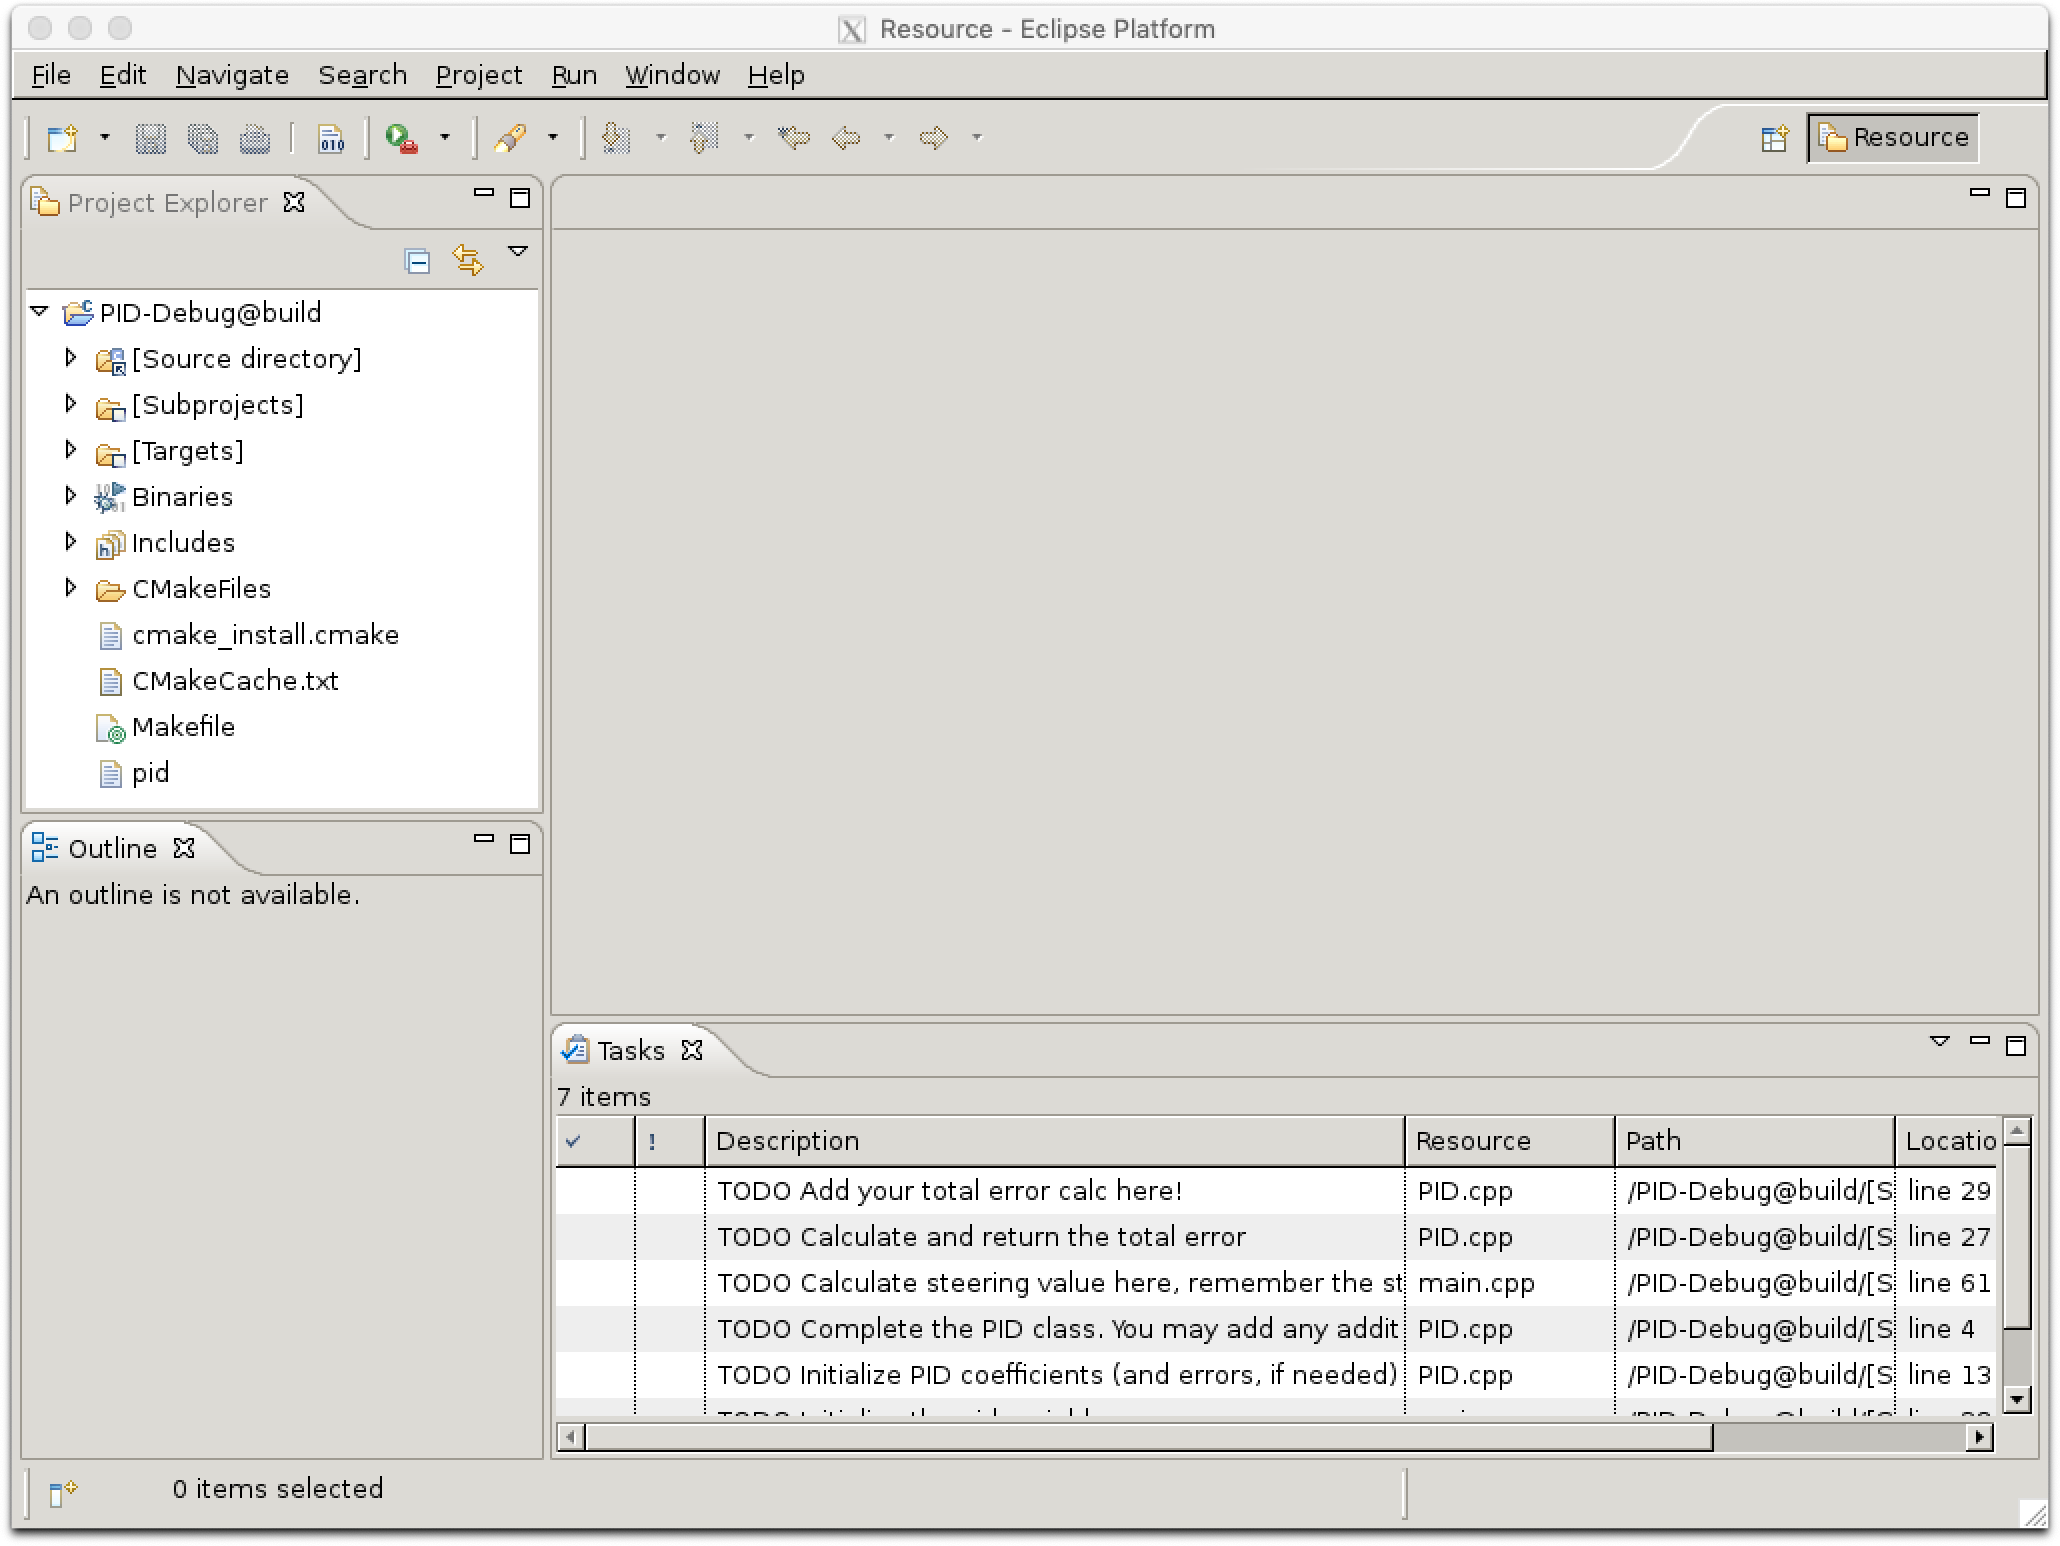 Resource - Eclipse Platform
File Edit Navigate Search Project Run Window Help
010
Resource
Project Explorer
PID-Debug@build
[Source directory]
[Subprojects]
[Targets]
Binaries
Includes
CMakeFiles
cmake_install.cmake
CMakeCache.txt
Makefile
pid
Outline
An outline is not available.
Tasks
7 items
! Description Resource Path Locatio
TODO Add your total error calc here! PID.cpp /PID-Debug@build/[S line 29
TODO Calculate and return the total error PID.cpp /PID-Debug@build/[S line 27
TODO Calculate steering value here, remember the st main.cpp /PID-Debug@build/[S line 61
TODO Complete the PID class. You may add any addit PID.cpp /PID-Debug@build/[S line 4
TODO Initialize PID coefficients (and errors, if needed) PID.cpp /PID-Debug@build/[S line 13
0 items selected